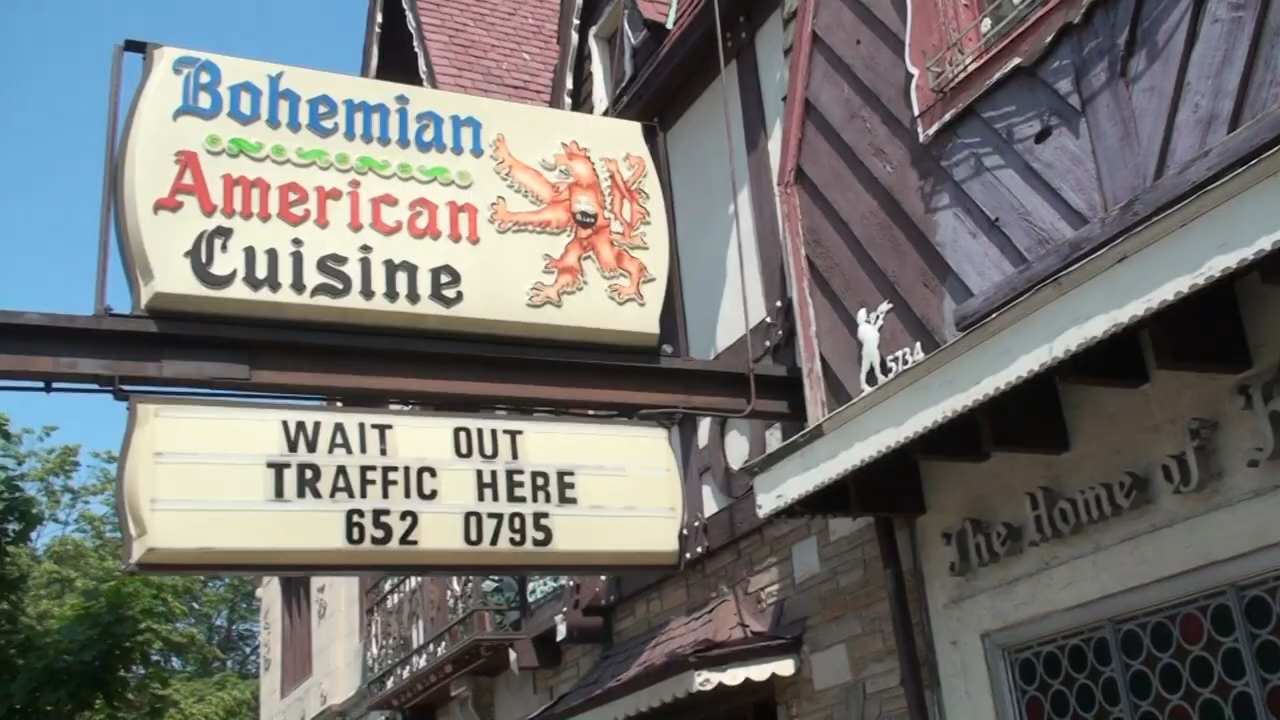 Bohemian
American
Cuisine
WAIT OUT
TRAFFIC HERE
652 0795
5734
The Home of